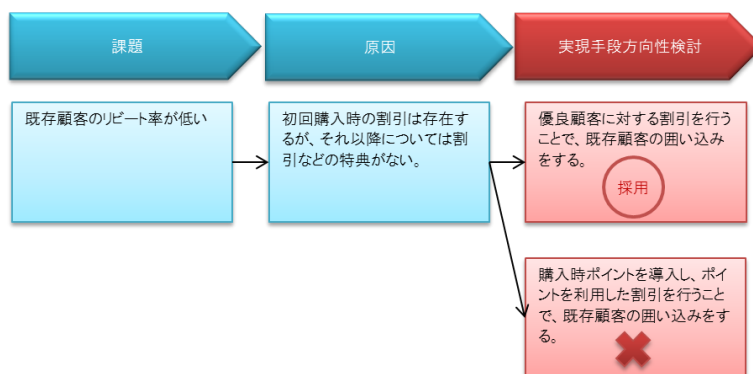 課題
原因
実現手段方向性検討
既存顧客のリピート率が低い
初回購入時の割引は存在す
るが、それ以降については割
引などの特典がない。
優良顧客に対する割引を行う
ことで、既存顧客の囲い込み
をする。
採用
購入時ポイントを導入し、ポイ
ントを利用した割引を行うこと
で、既存顧客の囲い込みをす
る。